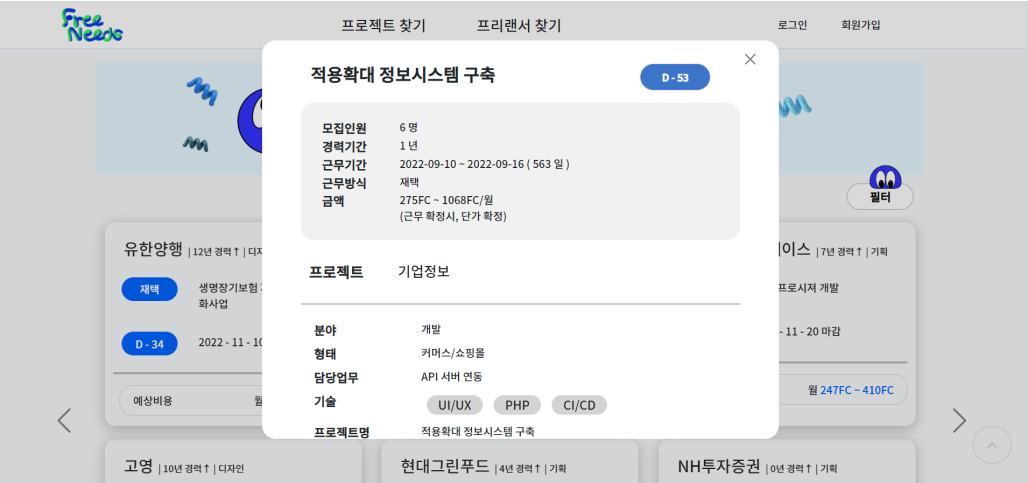 Free
Needs
프로젝트 찾기
프리랜서 찾기
로그인
회원가입
적용확대 정보시스템 구축
D - 53
모집인원 6 명
경력기간 1 년
근무기간 2022-09-10 ~ 2022-09-16 ( 563 일 )
근무방식 재택
금액 275FC ~ 1068FC/월
(근무 확정시, 단가 확정)
프로젝트 기업정보
분야 개발
형태 커머스/쇼핑몰
담당업무 API 서버 연동
기술 UI/UX PHP CI/CD
프로젝트명 적용확대 정보시스템 구축
필터
유한양행 | 12년 경력↑ |
재택
생명장기보험
화사업
D - 34
2022 - 11 - 10
예상비용
이스 | 7년 경력↑ | 기획
프로시져 개발
- 11 - 20 마감
월 247FC ~ 410FC
고영 | 10년 경력↑ | 디자인
현대그린푸드 | 4년 경력↑ | 기획
NH투자증권 | 0년 경력↑ | 기획